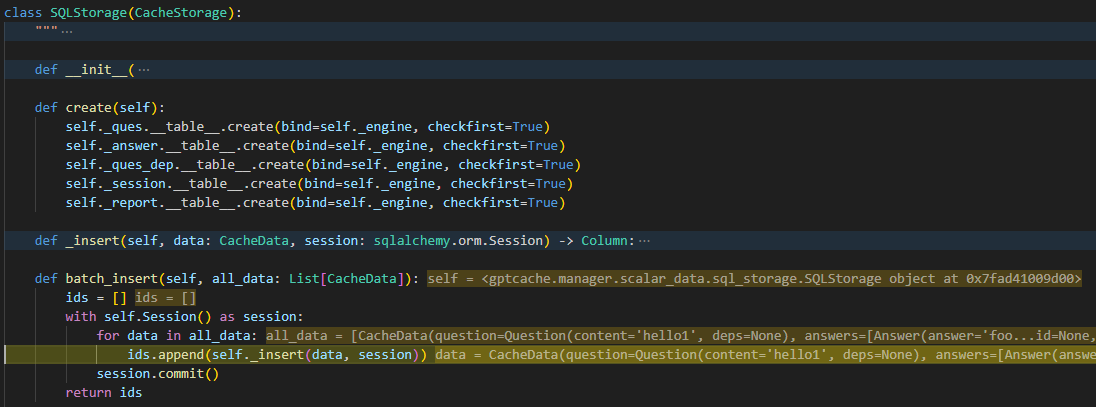 class SQLStorage(CacheStorage):
    """…
    def __init__(…
    def create(self):
        self._ques.__table__.create(bind=self._engine, checkfirst=True)
        self._answer.__table__.create(bind=self._engine, checkfirst=True)
        self._ques_dep.__table__.create(bind=self._engine, checkfirst=True)
        self._session.__table__.create(bind=self._engine, checkfirst=True)
        self._report.__table__.create(bind=self._engine, checkfirst=True)
    def _insert(self, data: CacheData, session: sqlalchemy.orm.Session) -> Column:…
    def batch_insert(self, all_data: List[CacheData]): self = <gptcache.manager.scalar_data.sql_storage.SQLStorage object at 0x7fad41009d00>
        ids = [] ids = []
        with self.Session() as session:
            for data in all_data: all_data = [CacheData(question=Question(content='hello1', deps=None), answers=[Answer(answer='foo...id=None,
                ids.append(self._insert(data, session)) data = CacheData(question=Question(content='hello1', deps=None), answers=[Answer(answe
            session.commit()
        return ids